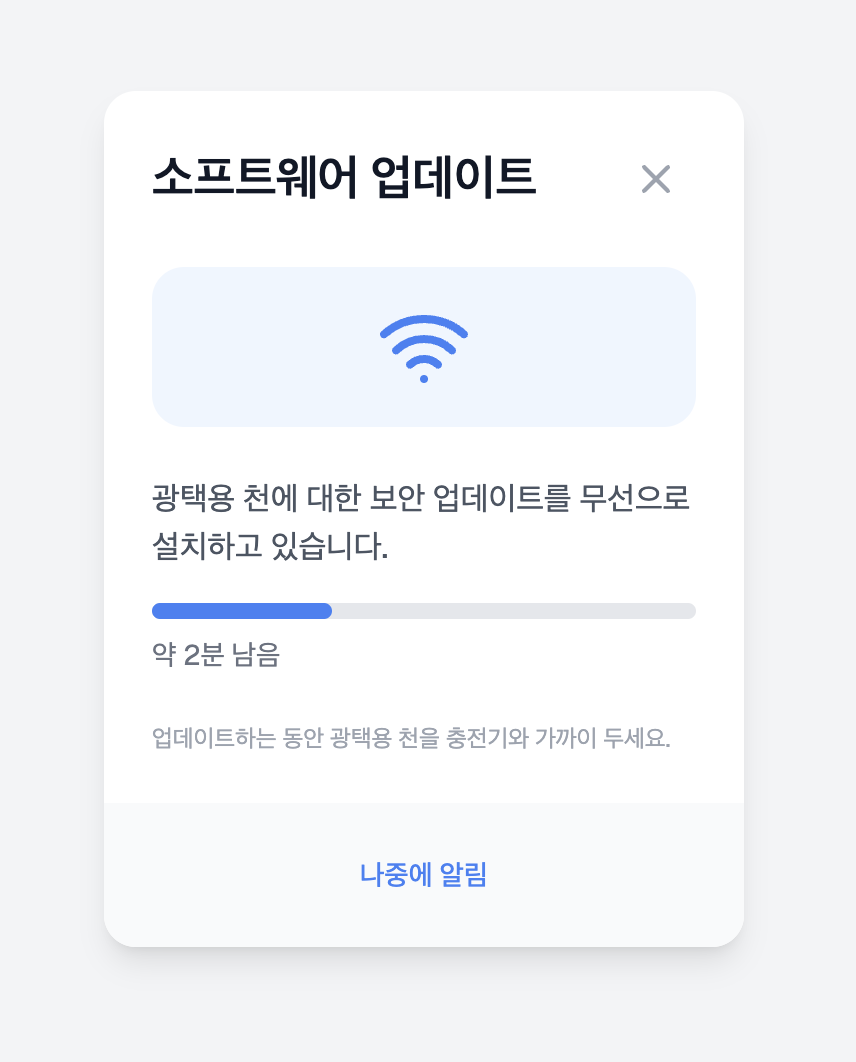 소프트웨어 업데이트
광택용 천에 대한 보안 업데이트를 무선으로
설치하고 있습니다.
약 2분 남음
업데이트하는 동안 광택용 천을 충전기와 가까이 두세요.
나중에 알림